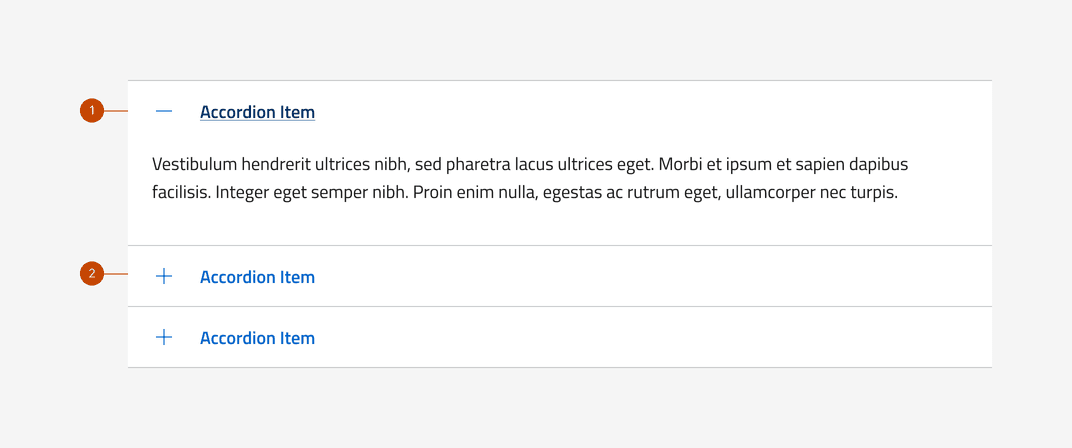 1
Accordion Item
Vestibulum hendrerit ultrices nibh, sed pharetra lacus ultrices eget. Morbi et ipsum et sapien dapibus
facilisis. Integer eget semper nibh. Proin enim nulla, egestas ac rutrum eget, ullamcorper nec turpis.
2
Accordion Item
Accordion Item